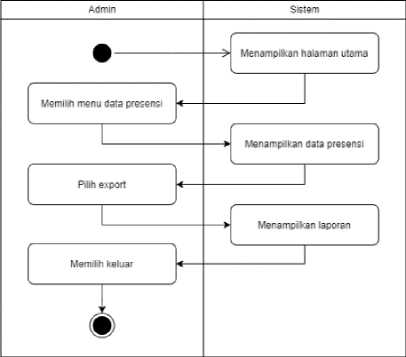 Admin
Sistem
Menampilkan halaman utama
Memilih menu data presensi
Menampilkan data presensi
Pilih export
Menampilkan laporan
Memilih keluar